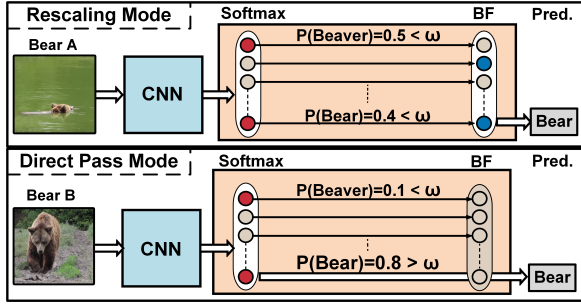 Rescaling Mode
Softmax
BF
Pred.
Bear A
CNN
P(Beaver)=0.5 < ω
P(Bear)=0.4 < ω
Bear
Direct Pass Mode
Softmax
BF
Pred.
Bear B
CNN
P(Beaver)=0.1 < ω
P(Bear)=0.8 > ω
Bear